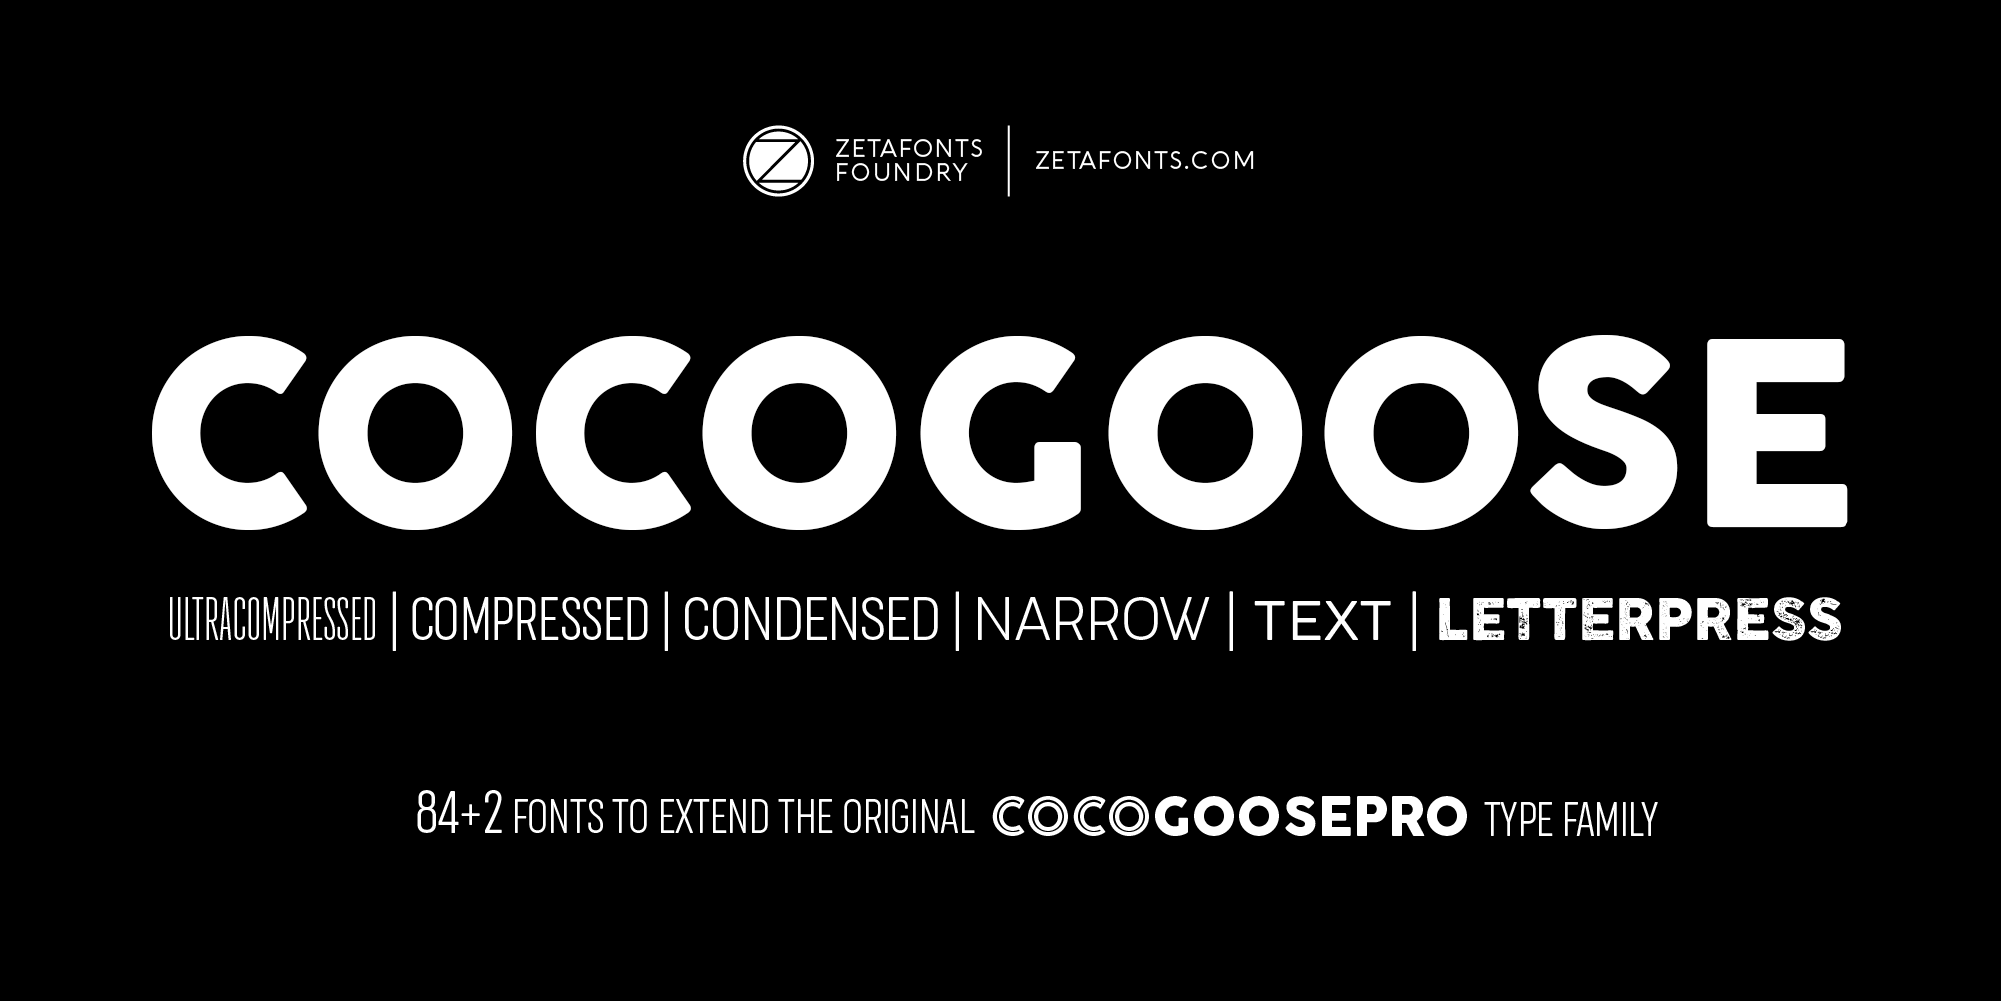 ZETAFONTS FOUNDRY | ZETAFONTS.COM
COCOGOOSE
ULTRACOMPRESSED | COMPRESSED | CONDENSED | NARROW | TEXT | LETTERPRESS
84+2 FONTS TO EXTEND THE ORIGINAL COCOGOOSEPRO TYPE FAMILY